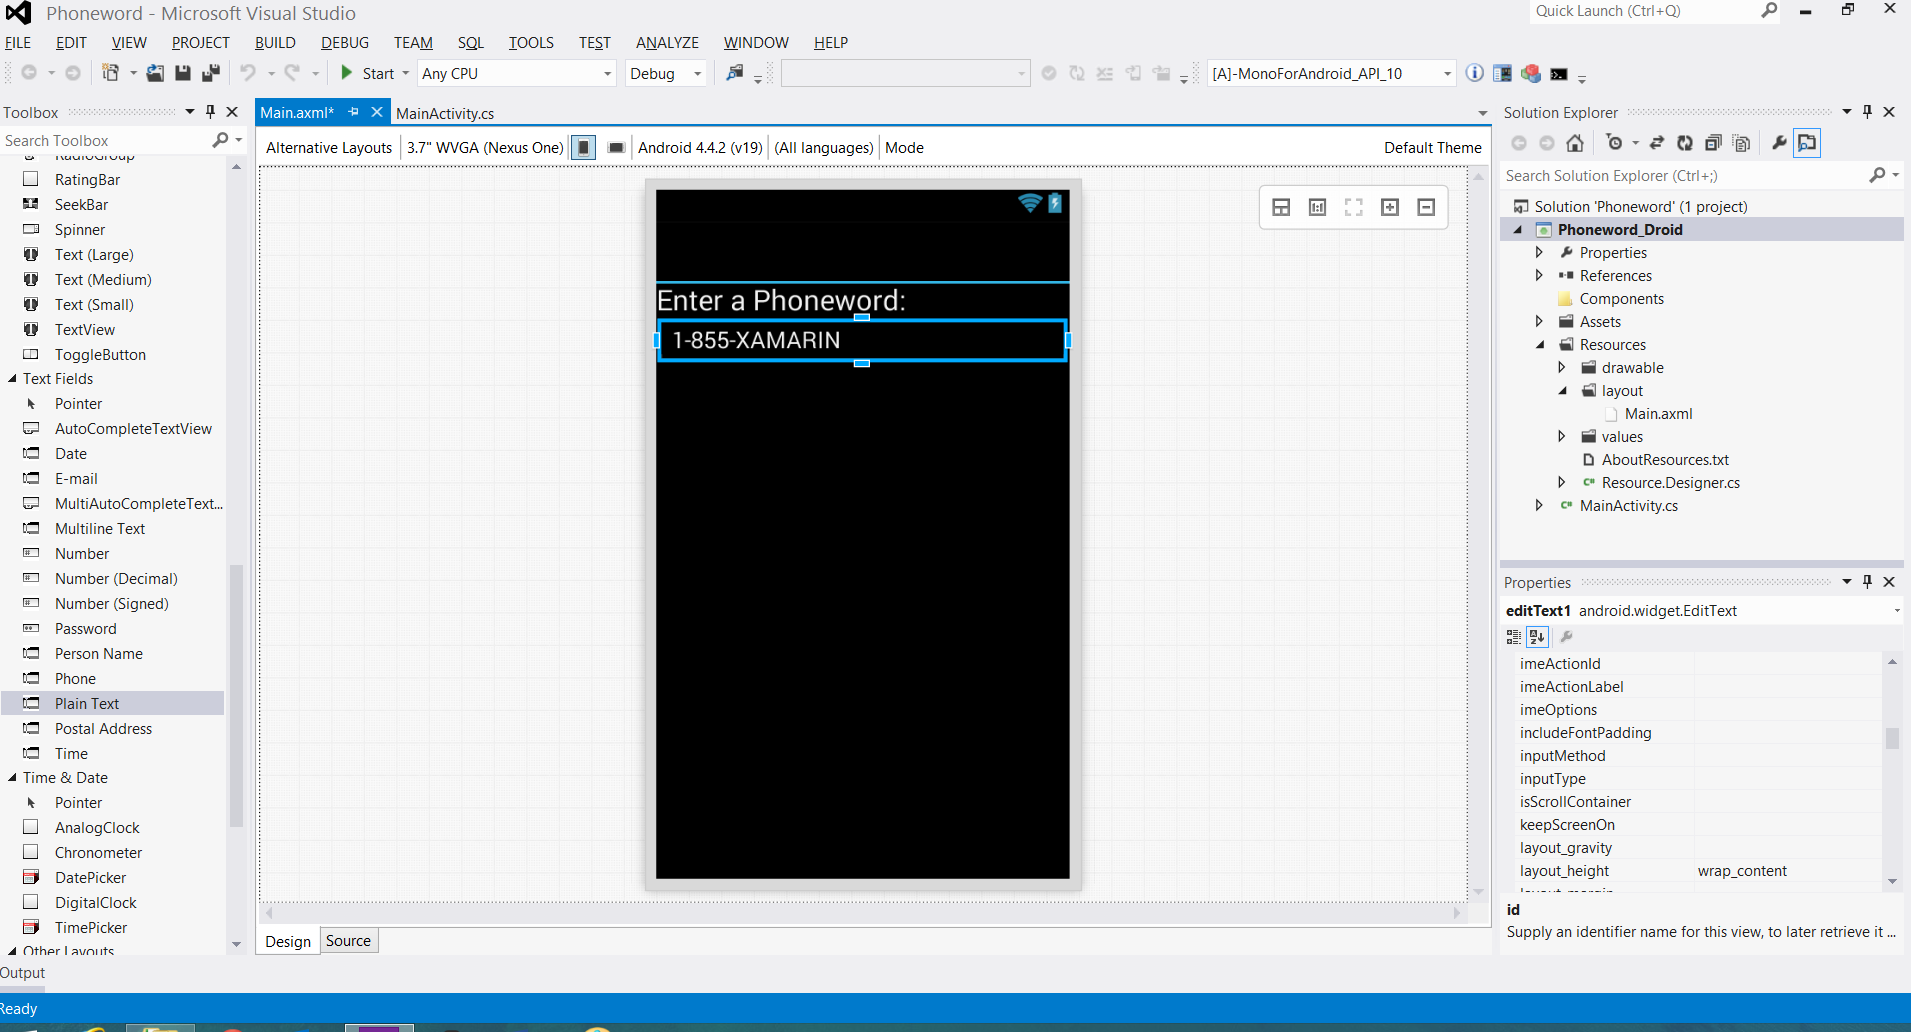 Phoneword - Microsoft Visual Studio
Quick Launch (Ctrl+Q)
FILE EDIT VIEW PROJECT BUILD DEBUG TEAM SQL TOOLS TEST ANALYZE WINDOW HELP
Start Any CPU Debug [A]-MonoForAndroid_API_10
Toolbox
Search Toolbox
RadioGroup
RatingBar
SeekBar
Spinner
Text (Large)
Text (Medium)
Text (Small)
TextView
ToggleButton
Text Fields
Pointer
AutoCompleteTextView
Date
E-mail
MultiAutoCompleteText...
Multiline Text
Number
Number (Decimal)
Number (Signed)
Password
Person Name
Phone
Plain Text
Postal Address
Time
Time & Date
Pointer
AnalogClock
Chronometer
DatePicker
DigitalClock
TimePicker
Other Layouts
Main.axml* MainActivity.cs
Alternative Layouts 3.7" WVGA (Nexus One) Android 4.4.2 (v19) (All languages) Mode Default Theme
Enter a Phoneword:
1-855-XAMARIN
Design Source
Solution Explorer
Search Solution Explorer (Ctrl+;)
Solution 'Phoneword' (1 project)
Phoneword_Droid
Properties
References
Components
Assets
Resources
drawable
layout
Main.axml
values
AboutResources.txt
C# Resource.Designer.cs
C# MainActivity.cs
Properties
editText1 android.widget.EditText
imeActionId
imeActionLabel
imeOptions
includeFontPadding
inputMethod
inputType
isScrollContainer
keepScreenOn
layout_gravity
layout_height wrap_content
layout_margin
id
Supply an identifier name for this view, to later retrieve it ...
Output
Ready